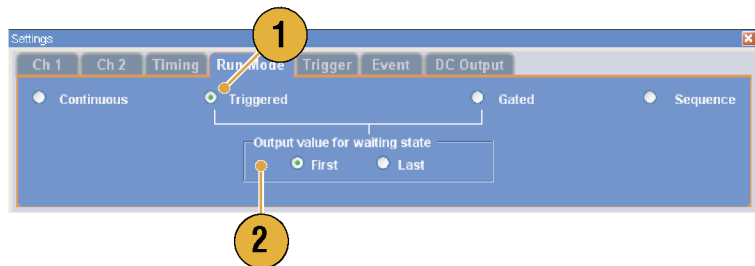 Settings
1
Ch 1 Ch 2 Timing Run Mode Trigger Event DC Output
Continuous Triggered Gated Sequence
Output value for waiting state
First Last
2